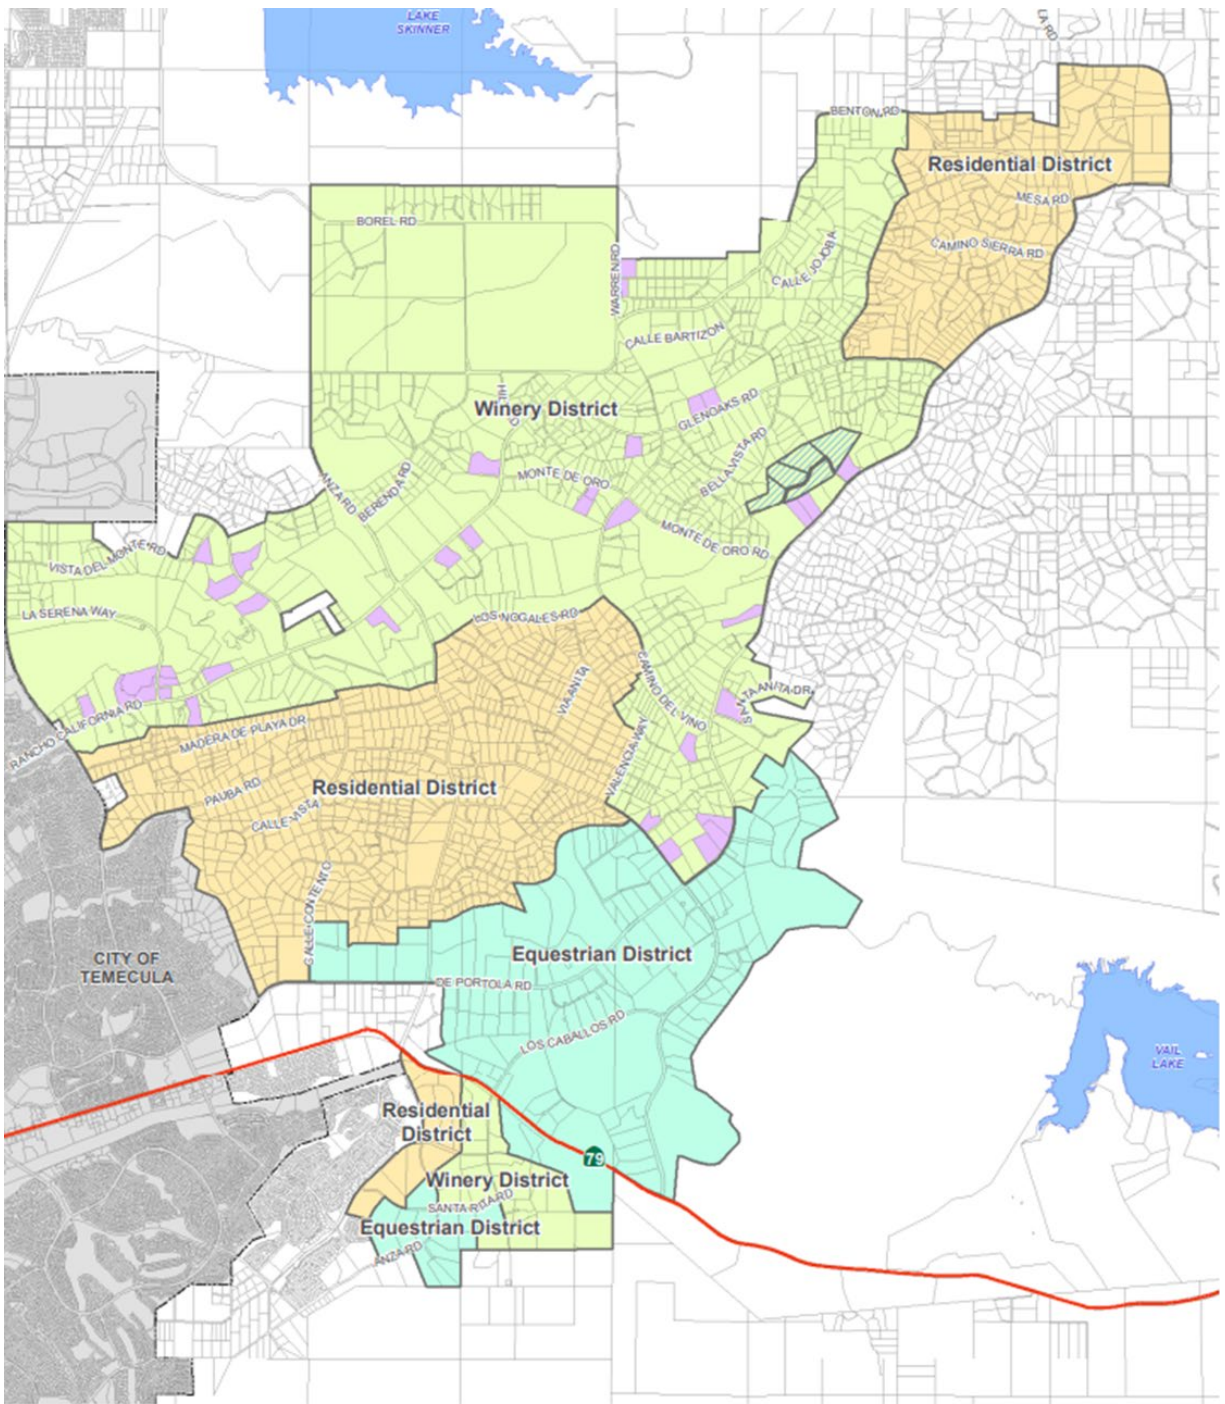 LAKE
SKINNER
LA RD
BENTON RD
Residential District
MESA RD
BOREL RD
CAMINO SIERRA RD
CALLE JOJOBA
WARREN RD
CALLE BARTIZON
Winery District
GLENOAKS RD
BELLA VISTA RD
MONTE DE ORO
ANZA RD
BERENDA RD
MONTE DE ORO RD
VISTA DEL MONTE RD
LA SERENA WAY
LOS NOGALES RD
CAMINO DEL VINO
VIA ANITA
SANTA ANITA DR
RANCHO CALIFORNIA RD
MADERA DE PLAYA DR
VALENCIA WAY
Residential District
PAUBA RD
CALLE VISTA
CALLE CONTENTO
CITY OF
TEMECULA
Equestrian District
DE PORTOLA RD
LOS CABALLOS RD
VAIL
LAKE
Residential
District
79
Winery District
SANTA RITA RD
Equestrian District
ANZA RD